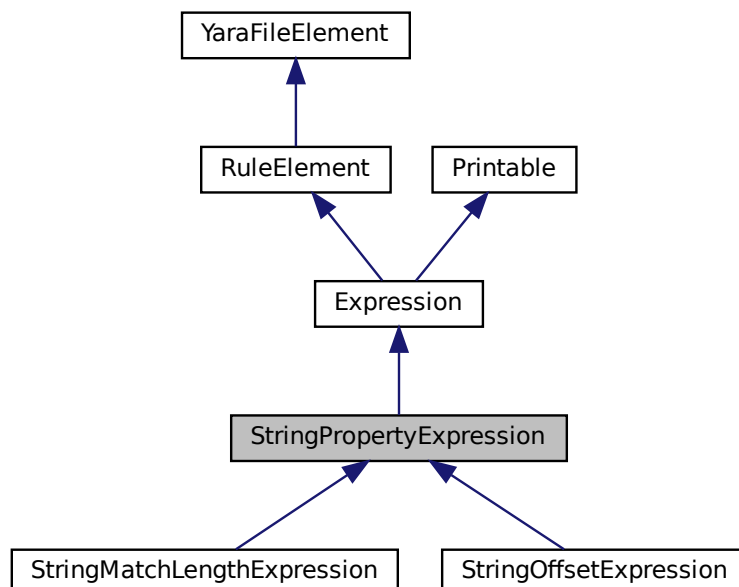 YaraFileElement
RuleElement
Printable
Expression
StringPropertyExpression
StringMatchLengthExpression
StringOffsetExpression